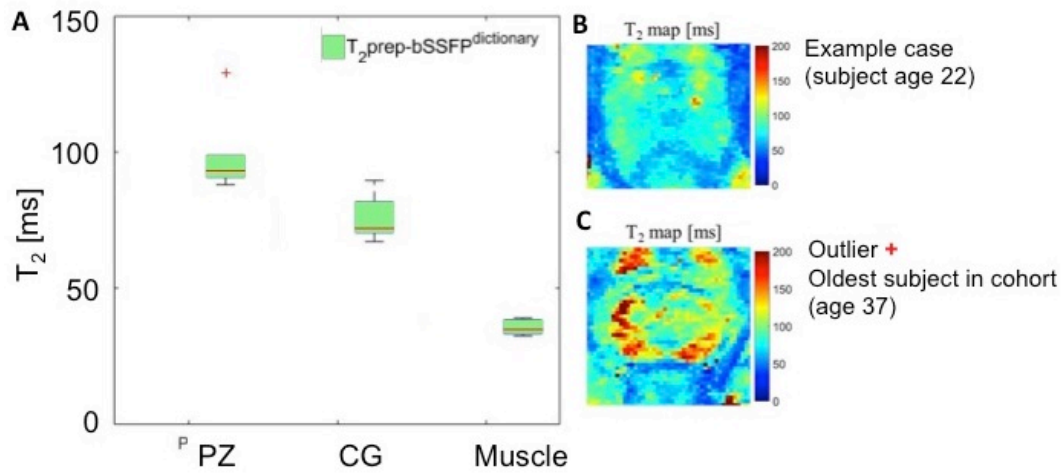 A
150
100
50
0
T2 [ms]
T2prep-bSSFPdictionary
P
PZ
CG
Muscle
B
T2 map [ms]
200
150
100
50
0
Example case
(subject age 22)
C
T2 map [ms]
200
150
100
50
0
Outlier +
Oldest subject in cohort
(age 37)